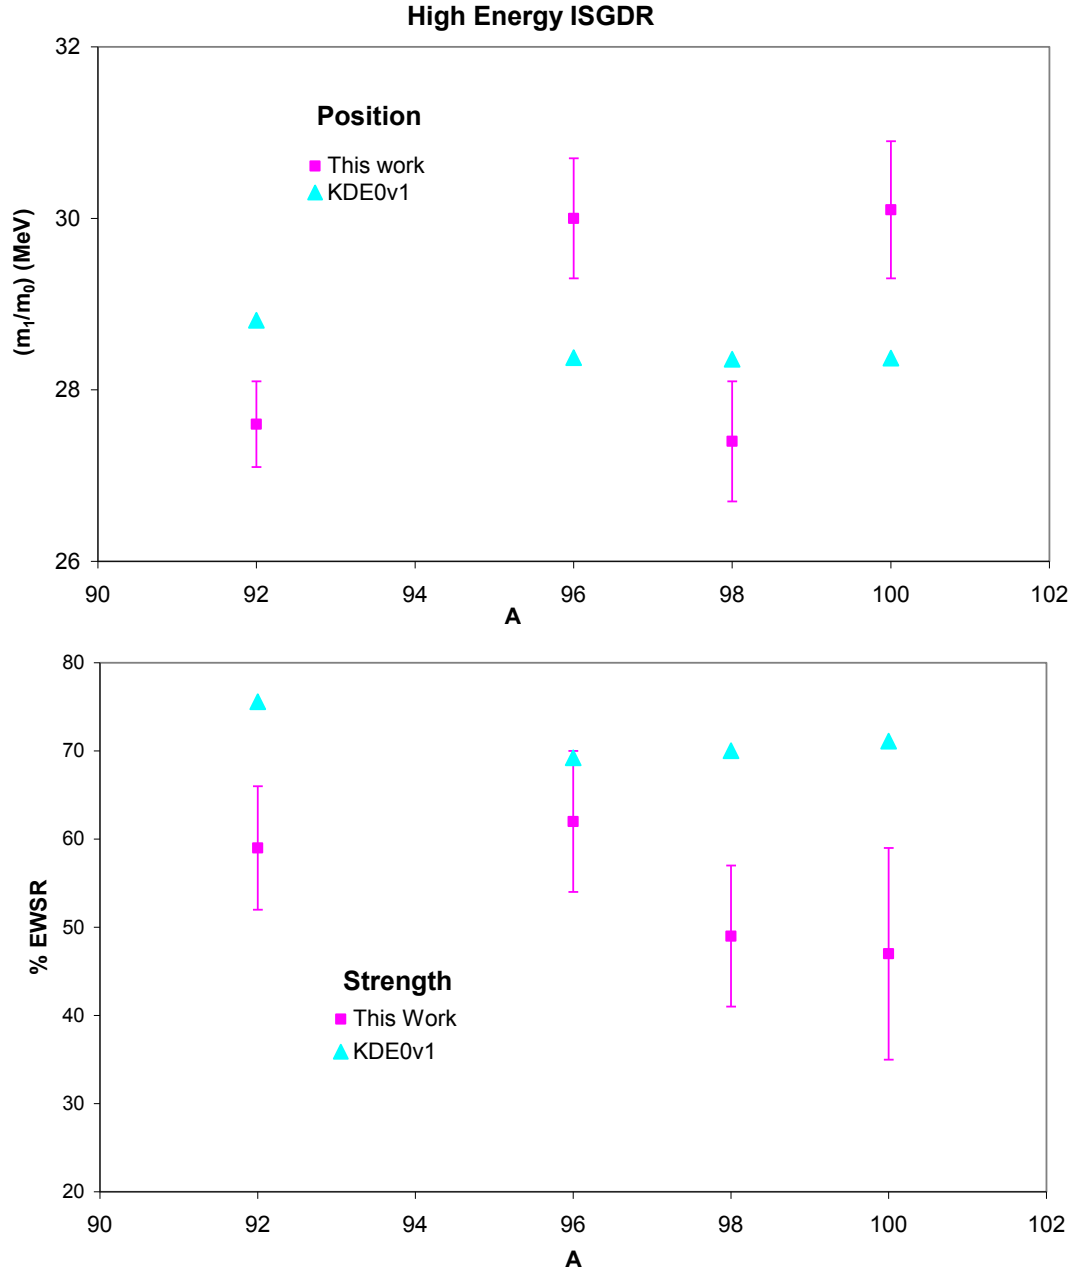 High Energy ISGDR
32
30
28
26
(m₁/m₀) (MeV)
Position
This work
KDE0v1
90
92
94
96
98
100
102
A
80
70
60
50
40
30
20
% EWSR
Strength
This Work
KDE0v1
90
92
94
96
98
100
102
A